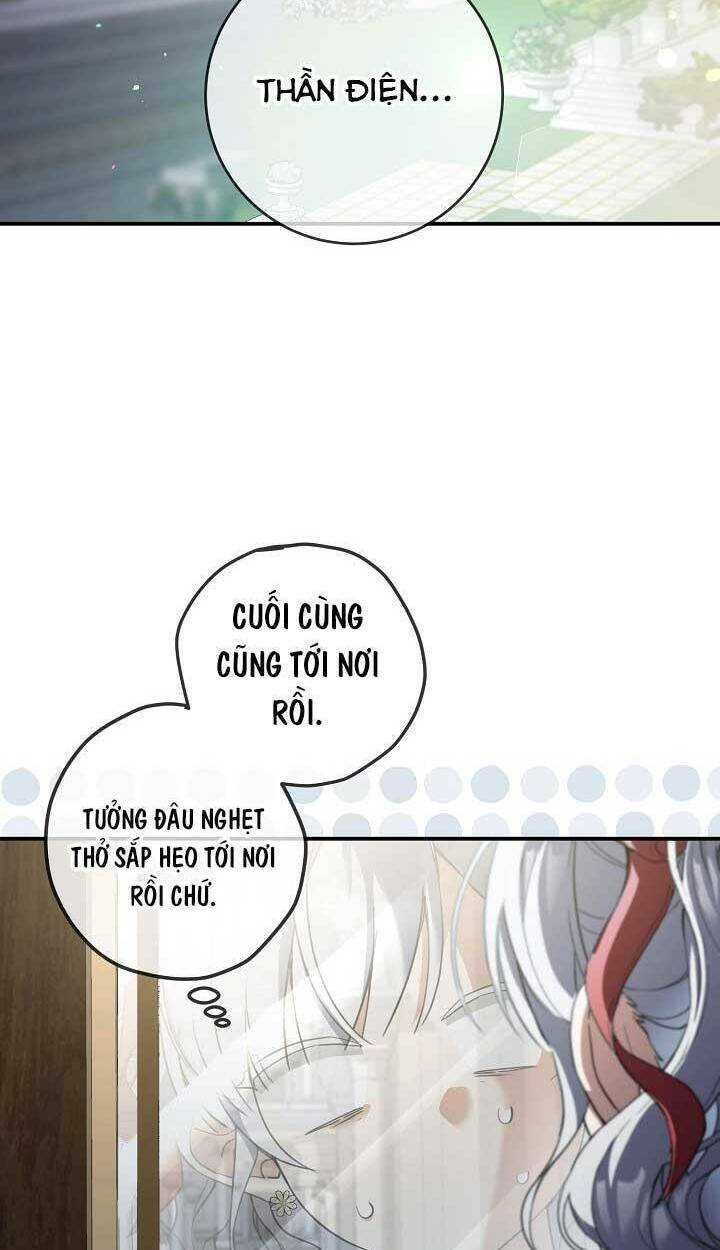 THẦN ĐIỆN...
CUỐI CÙNG
CŨNG TỚI NƠI
RỒI.
TƯỞNG ĐÂU NGHẸT
THỞ SẮP HẸO TỚI NƠI
RỒI CHỨ.